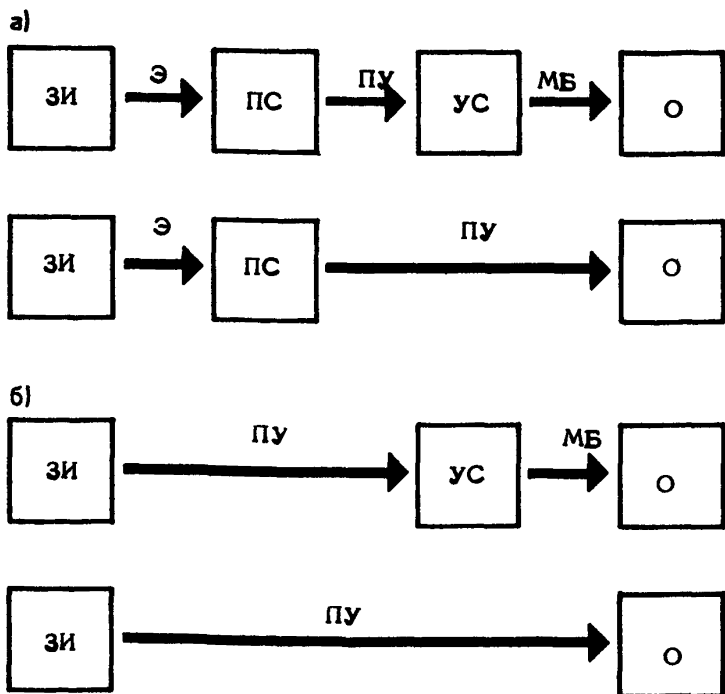 а)
Э ПУ МБ
ЗИ ПС УС О
Э ПУ
ЗИ ПС О
б)
ПУ МБ
ЗИ УС О
ПУ
ЗИ О